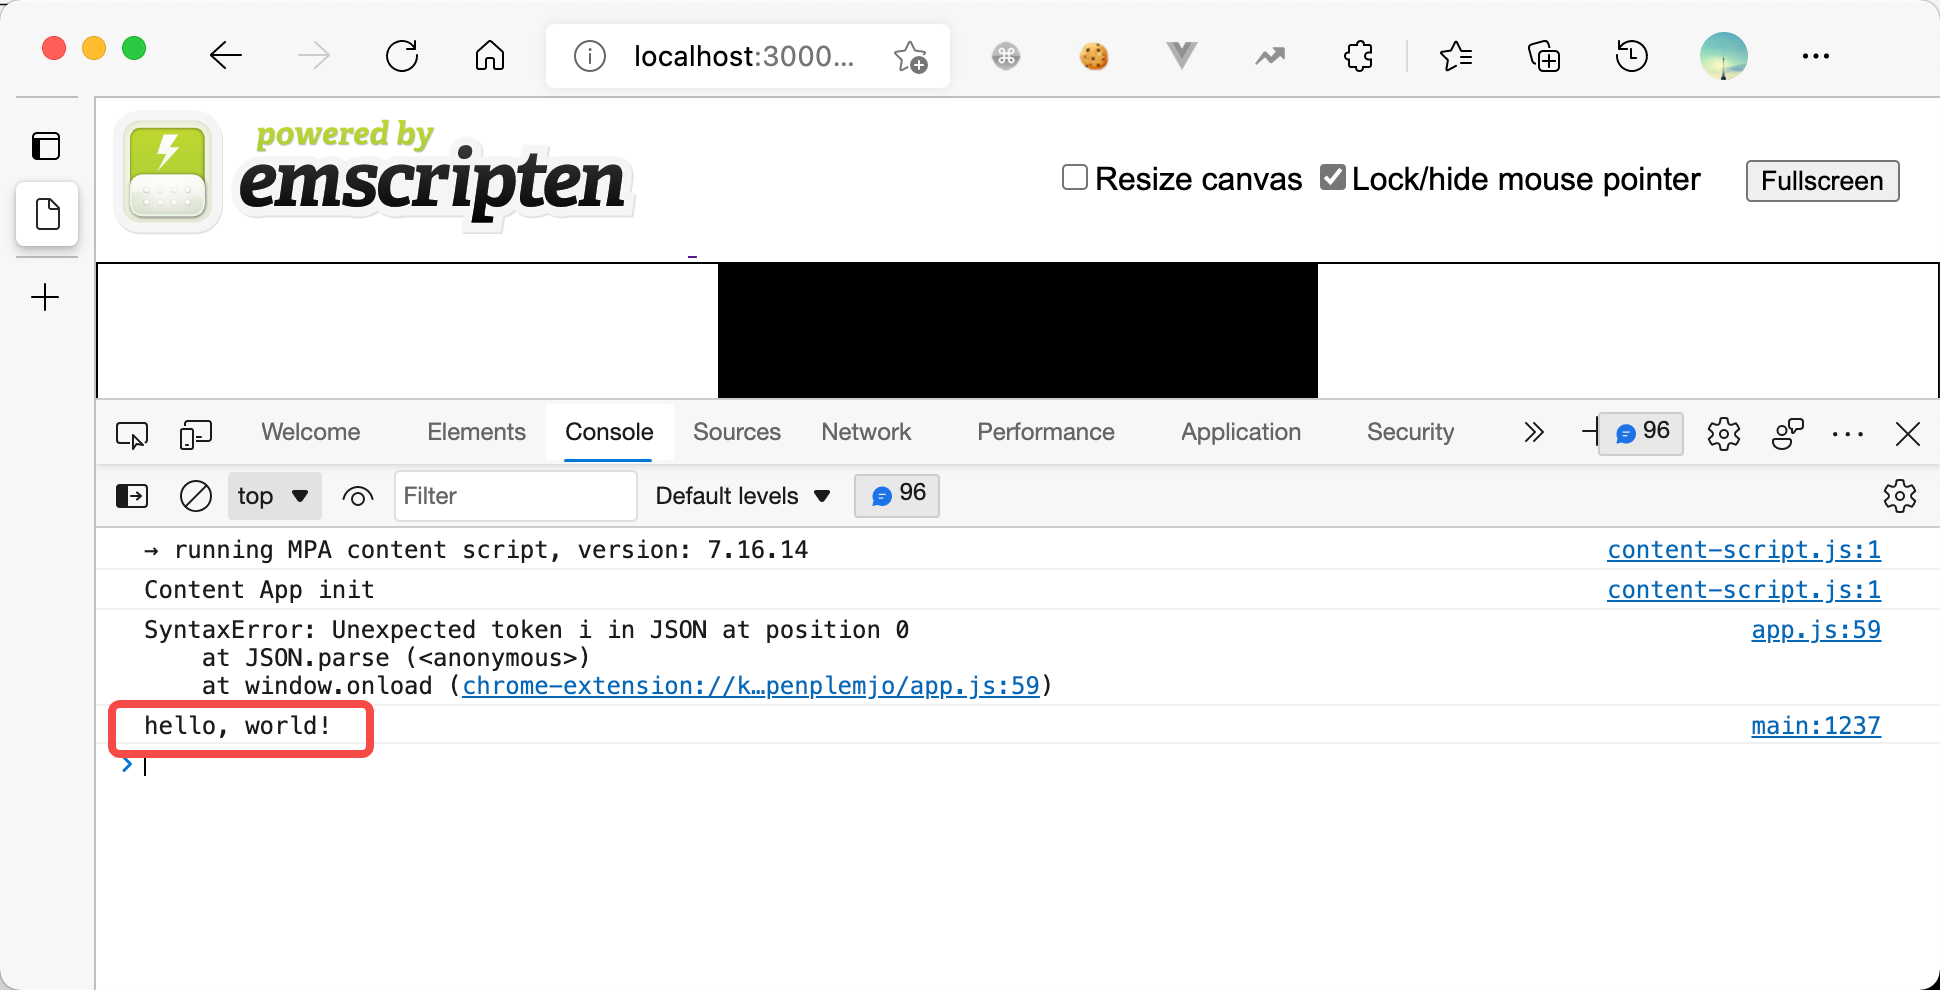 localhost:3000...
powered by
emscripten
Resize canvas
Lock/hide mouse pointer
Fullscreen
Welcome
Elements
Console
Sources
Network
Performance
Application
Security
96
top
Filter
Default levels
96
→ running MPA content script, version: 7.16.14
content-script.js:1
Content App init
content-script.js:1
SyntaxError: Unexpected token i in JSON at position 0
app.js:59
at JSON.parse (<anonymous>)
at window.onload (chrome-extension://k…penplemjo/app.js:59)
hello, world!
main:1237